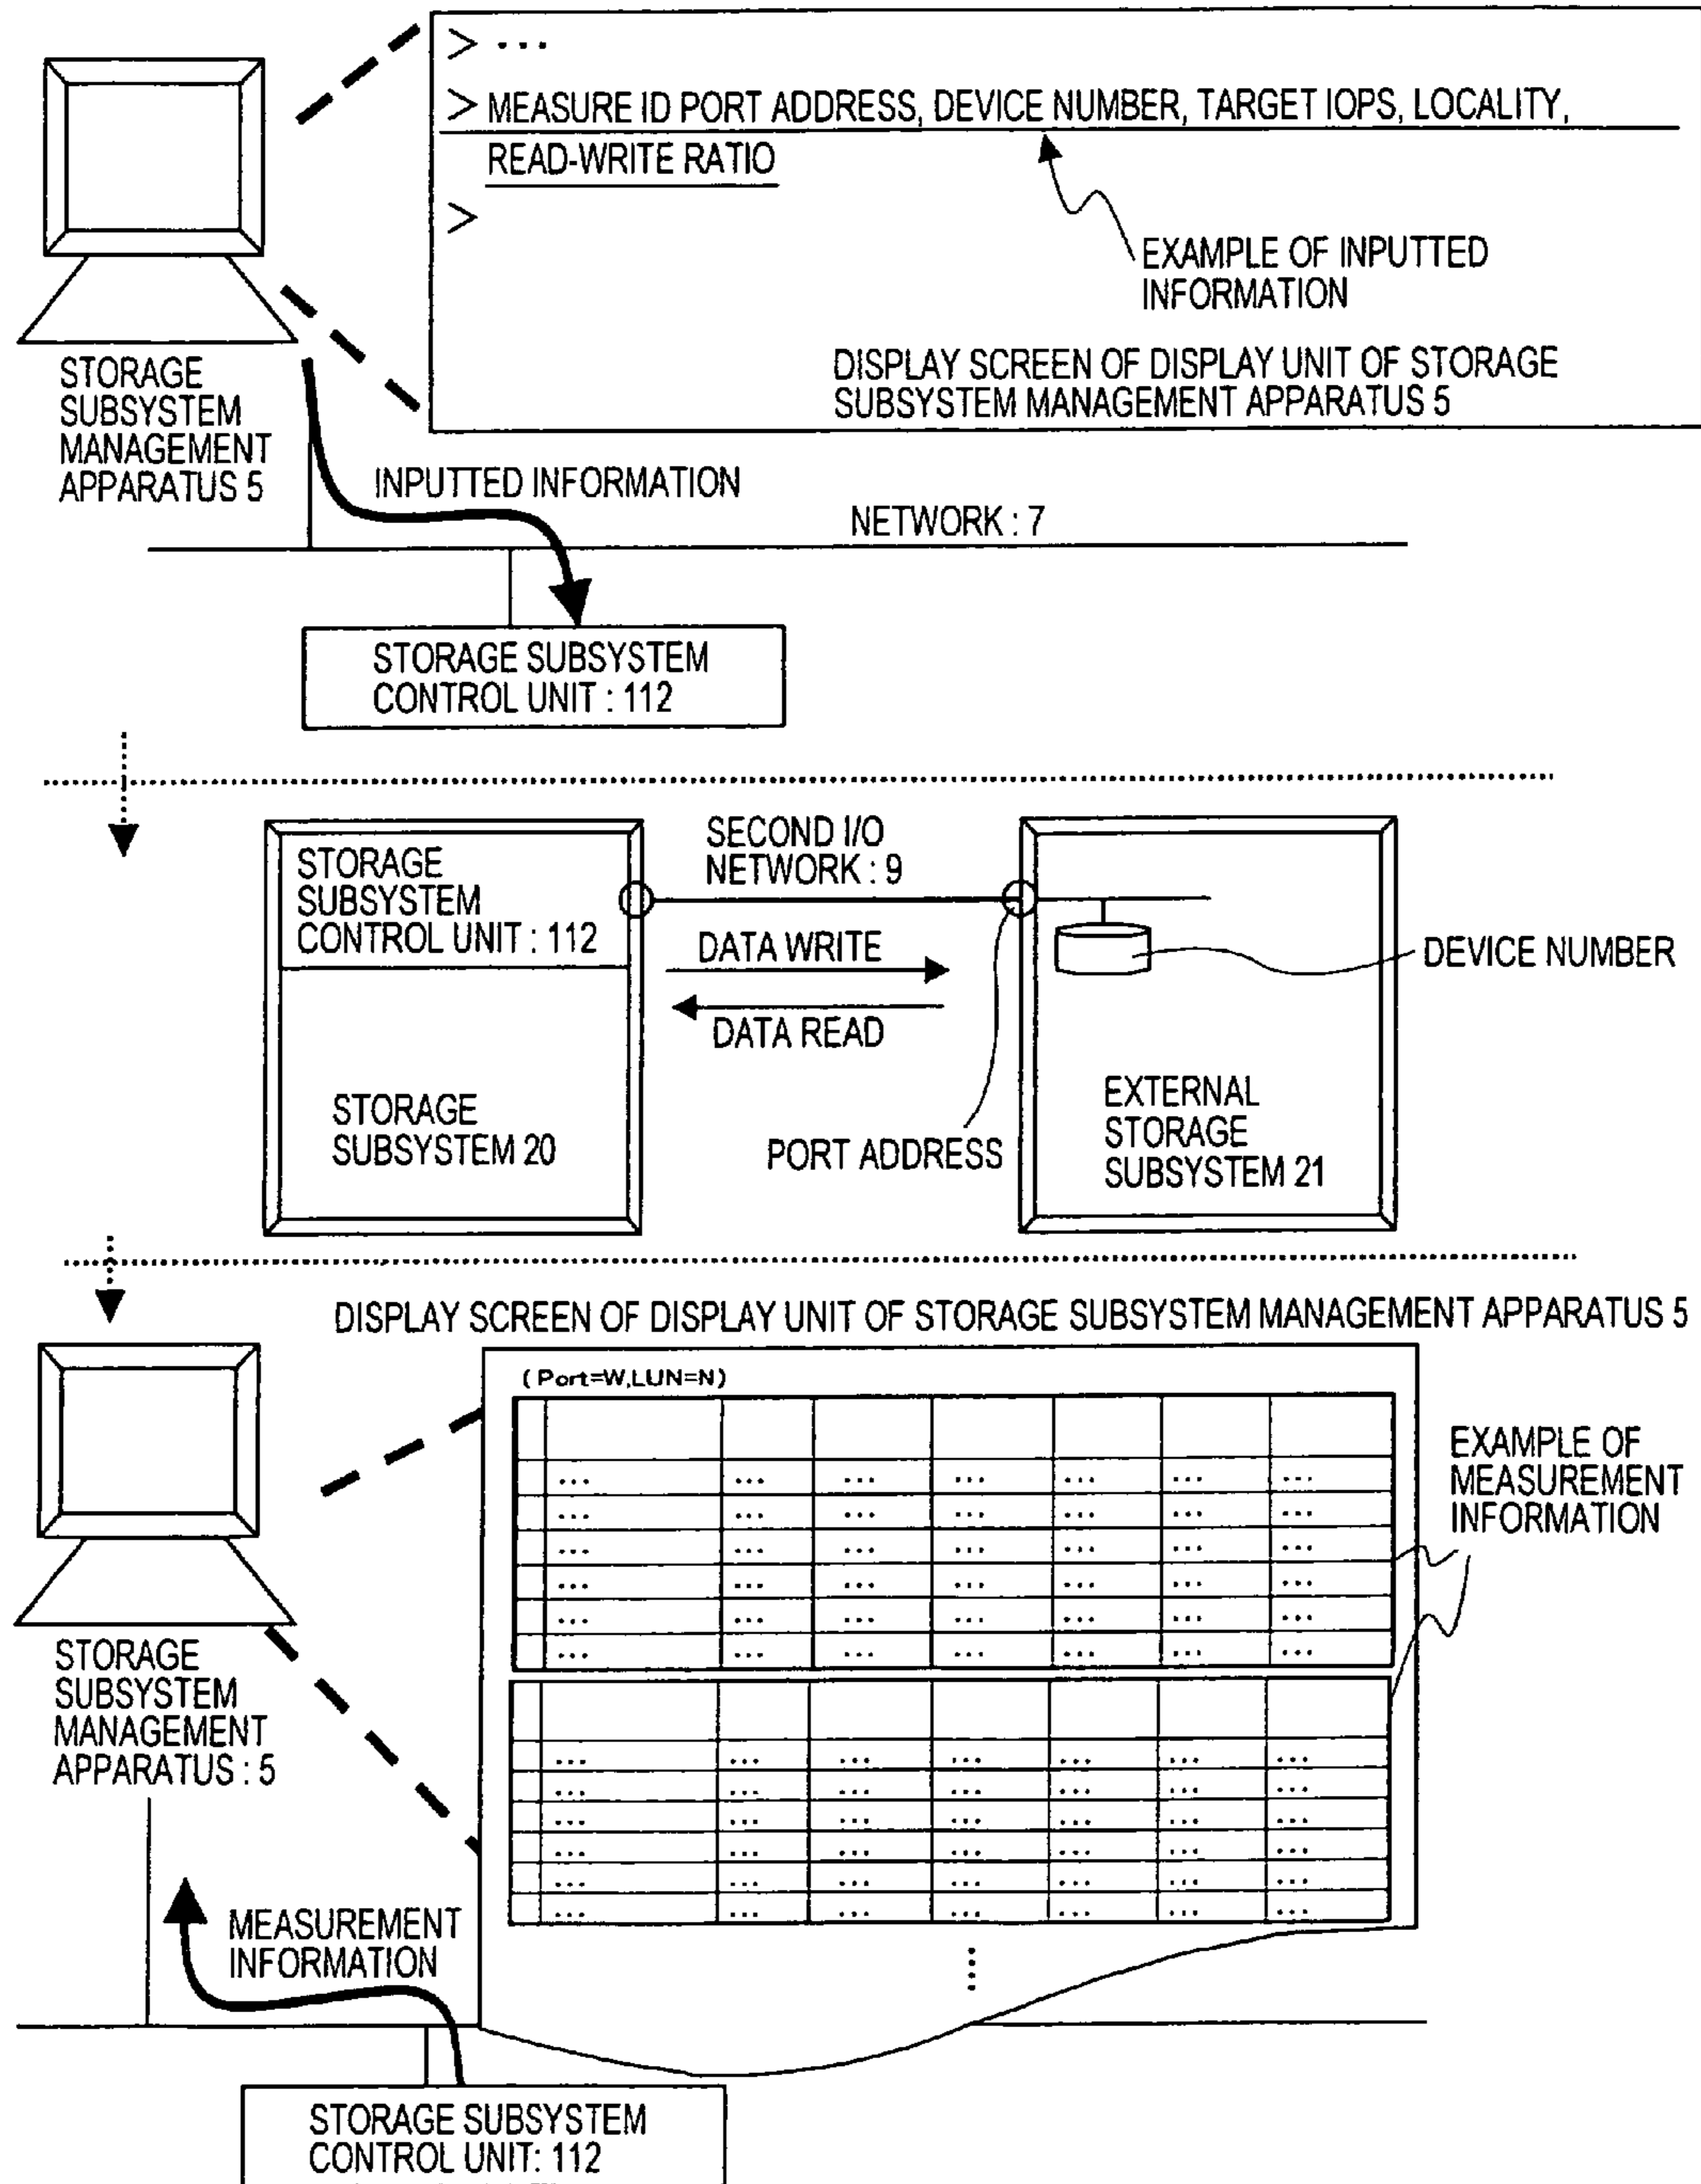 > ...
> MEASURE ID PORT ADDRESS, DEVICE NUMBER, TARGET IOPS, LOCALITY,
READ-WRITE RATIO
>
EXAMPLE OF INPUTTED
INFORMATION
DISPLAY SCREEN OF DISPLAY UNIT OF STORAGE
SUBSYSTEM MANAGEMENT APPARATUS 5
STORAGE
SUBSYSTEM
MANAGEMENT
APPARATUS 5
INPUTTED INFORMATION
NETWORK : 7
STORAGE SUBSYSTEM
CONTROL UNIT : 112
STORAGE
SUBSYSTEM
CONTROL UNIT : 112
STORAGE
SUBSYSTEM 20
SECOND I/O
NETWORK : 9
DATA WRITE
DATA READ
PORT ADDRESS
DEVICE NUMBER
EXTERNAL
STORAGE
SUBSYSTEM 21
DISPLAY SCREEN OF DISPLAY UNIT OF STORAGE SUBSYSTEM MANAGEMENT APPARATUS 5
(Port=W,LUN=N)
... ... ... ... ... ... ...
... ... ... ... ... ... ...
... ... ... ... ... ... ...
... ... ... ... ... ... ...
... ... ... ... ... ... ...
... ... ... ... ... ... ...
... ... ... ... ... ... ...
... ... ... ... ... ... ...
... ... ... ... ... ... ...
... ... ... ... ... ... ...
... ... ... ... ... ... ...
... ... ... ... ... ... ...
EXAMPLE OF
MEASUREMENT
INFORMATION
STORAGE
SUBSYSTEM
MANAGEMENT
APPARATUS : 5
MEASUREMENT
INFORMATION
STORAGE SUBSYSTEM
CONTROL UNIT: 112